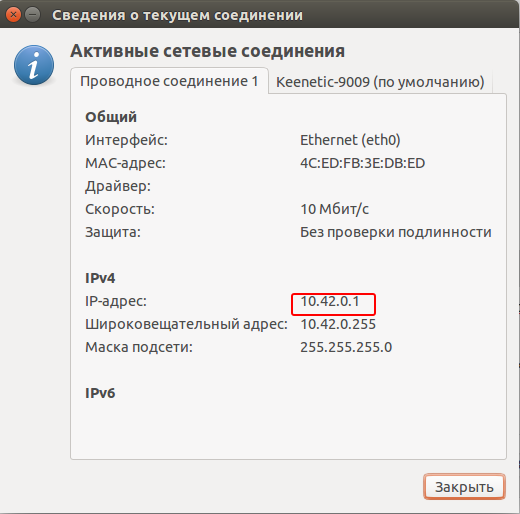 Сведения о текущем соединении
Активные сетевые соединения
Проводное соединение 1 Keenetic-9009 (по умолчанию)
Общий
Интерфейс: Ethernet (eth0)
MAC-адрес: 4C:ED:FB:3E:DB:ED
Драйвер:
Скорость: 10 Мбит/с
Защита: Без проверки подлинности
IPv4
IP-адрес: 10.42.0.1
Широковещательный адрес: 10.42.0.255
Маска подсети: 255.255.255.0
IPv6
Закрыть